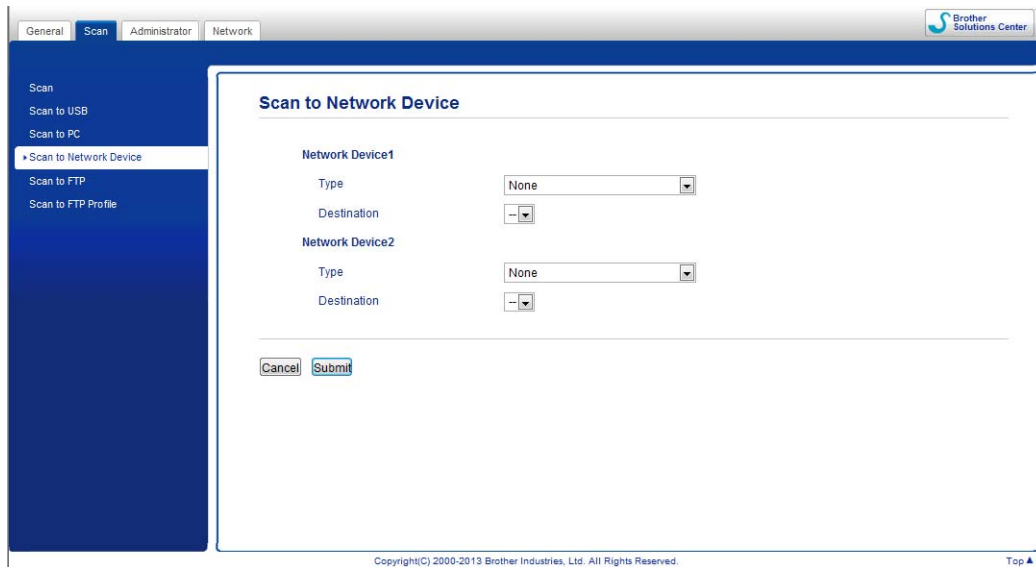 General Scan Administrator Network
Brother
Solutions Center
Scan
Scan to USB
Scan to PC
Scan to Network Device
Scan to FTP
Scan to FTP Profile
Scan to Network Device
Network Device1
Type None
Destination --
Network Device2
Type None
Destination --
Cancel Submit
Copyright(C) 2000-2013 Brother Industries, Ltd. All Rights Reserved.
Top▲